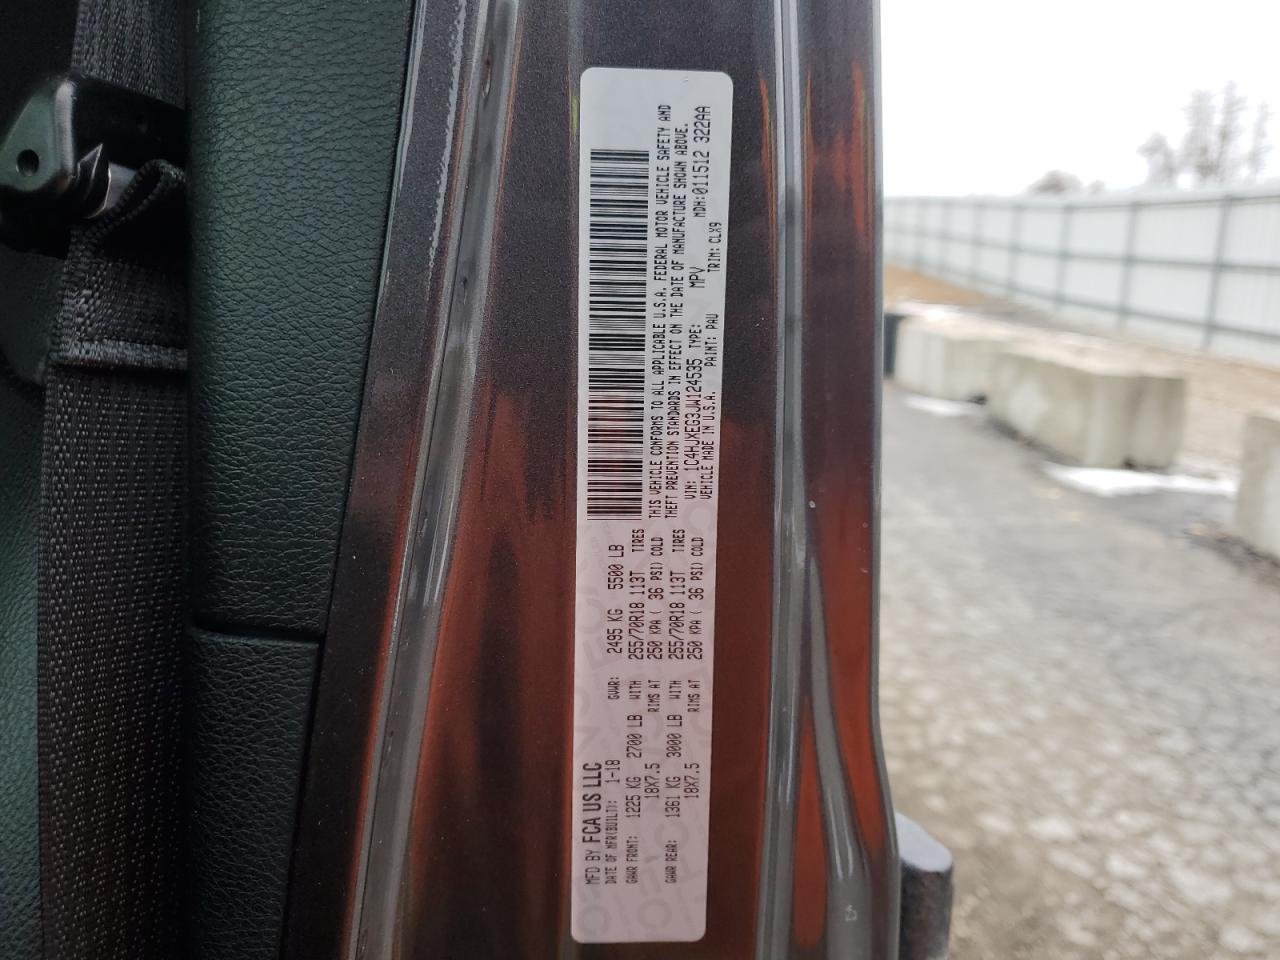 MFD BY FCA US LLC
DATE OF MFR(BUILT): 1-18 GVWR: 2495 KG 5500 LB
GAWR FRONT: 1225 KG 2700 LB WITH 255/70R18 113T TIRES
18X7.5 RIMS AT 250 KPA ( 36 PSI) COLD
GAWR REAR: 1361 KG 3000 LB WITH 255/70R18 113T TIRES
18X7.5 RIMS AT 250 KPA ( 36 PSI) COLD
THIS VEHICLE CONFORMS TO ALL APPLICABLE U.S.A. FEDERAL MOTOR VEHICLE SAFETY AND
THEFT PREVENTION STANDARDS IN EFFECT ON THE DATE OF MANUFACTURE SHOWN ABOVE.
VIN: 1C4HJXEG3JW124535 TYPE: MPV MDH:011512 322AA
VEHICLE MADE IN U.S.A. PAINT: PAU TRIM: CLX9